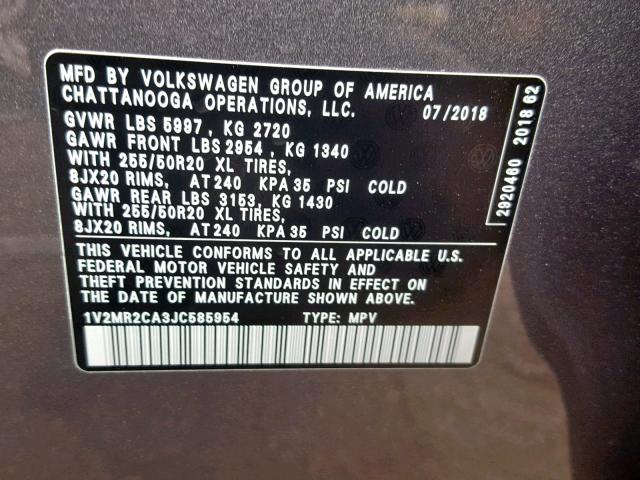 MFD BY VOLKSWAGEN GROUP OF AMERICA
CHATTANOOGA OPERATIONS, LLC. 07/2018
GVWR LBS 5997 , KG 2720
GAWR FRONT LBS 2954 , KG 1340
WITH 255/50R20 XL TIRES,
8JX20 RIMS, AT 240 KPA 35 PSI COLD
GAWR REAR LBS 3153, KG 1430
WITH 255/50R20 XL TIRES,
8JX20 RIMS, AT 240 KPA 35 PSI COLD
THIS VEHICLE CONFORMS TO ALL APPLICABLE U.S.
FEDERAL MOTOR VEHICLE SAFETY AND
THEFT PREVENTION STANDARDS IN EFFECT ON
THE DATE OF MANUFACTURE SHOWN ABOVE.
1V2MR2CA3JC585954 TYPE: MPV
2920460 2018 62